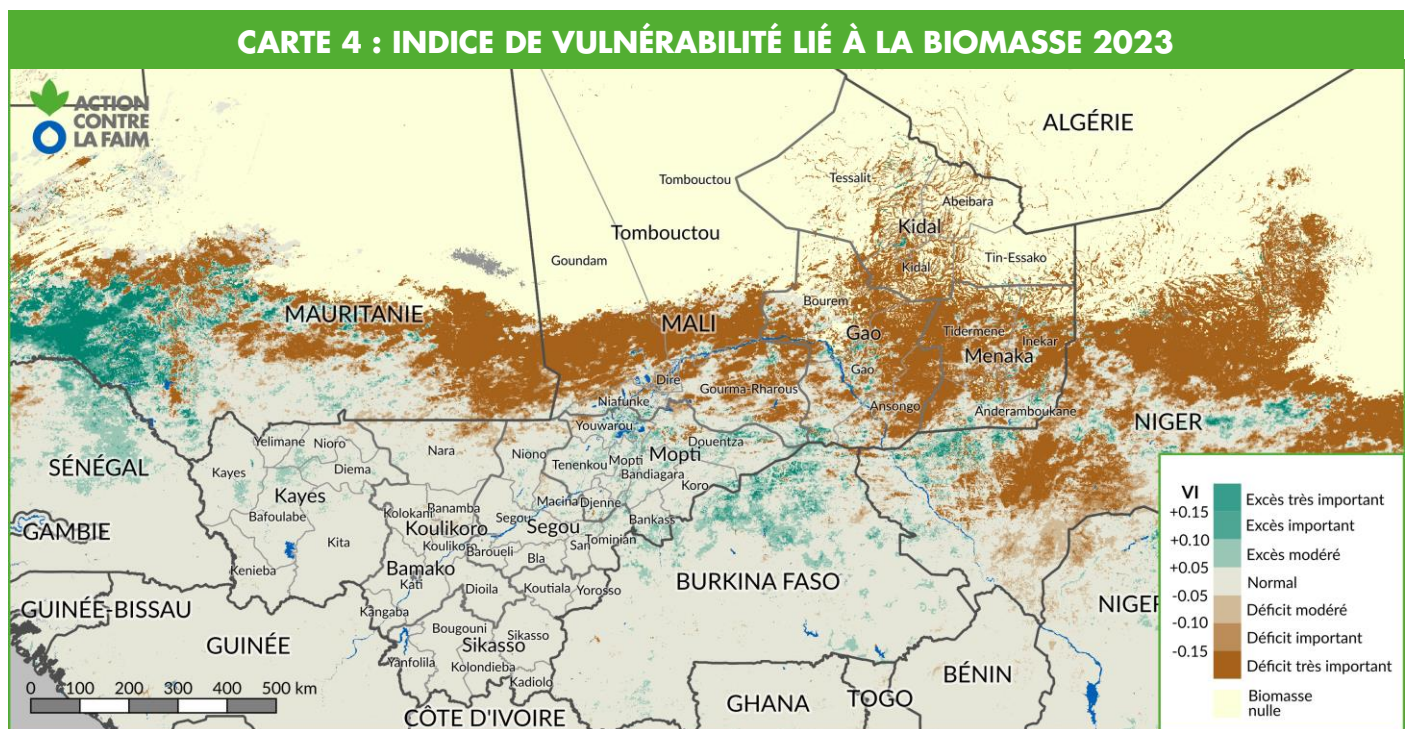 CARTE 4 : INDICE DE VULNÉRABILITÉ LIÉ À LA BIOMASSE 2023
ACTION
CONTRE
LA FAIM
ALGÉRIE
Tombouctou
Tessalit
Abeibara
Kidal
Tombouctou
Goundam
Kidal
Tin-Essako
Bourem
MAURITANIE
MALI
Gao
Tidermene
Inekar
Menaka
Gao
Dire
Gourma-Rharous
Niafunke
Ansongo
Anderamboukane
NIGER
Youwarou
Yelimane
Nioro
Nara
Niono
Douentza
Mopti
Mopti
SÉNÉGAL
Kayes
Diema
Tenenkou
Bandiagara
Koro
Kayes
Macina
Djenne
Banamba
Kolokani
Bafoulabe
Segou
Segou
Bankass
GAMBIE
Koulikoro
Kita
Koulikoro
Baroueli
Bla
San
Tominian
Kenieba
Bamako
Kati
Dioila
Koutiala
Yorosso
BURKINA FASO
GUINÉE-BISSAU
Kangaba
Bougouni
Sikasso
Sikasso
GUINÉE
Yanfolila
Kolondieba
Kadiolo
BÉNIN
GHANA
TOGO
CÔTE D'IVOIRE
NIGER
0 100 200 300 400 500 km
VI
+0.15
+0.10
+0.05
-0.05
-0.10
-0.15
Excès très important
Excès important
Excès modéré
Normal
Déficit modéré
Déficit important
Déficit très important
Biomasse
nulle